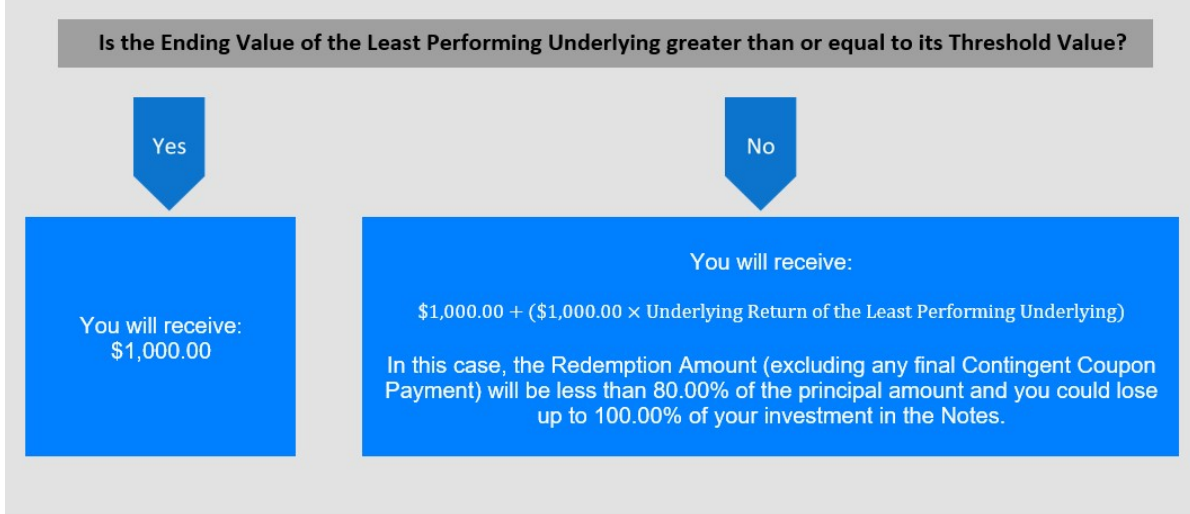 Is the Ending Value of the Least Performing Underlying greater than or equal to its Threshold Value?
Yes
No
You will receive:
$1,000.00
You will receive:
$1,000.00 + ($1,000.00 × Underlying Return of the Least Performing Underlying)
In this case, the Redemption Amount (excluding any final Contingent Coupon
Payment) will be less than 80.00% of the principal amount and you could lose
up to 100.00% of your investment in the Notes.